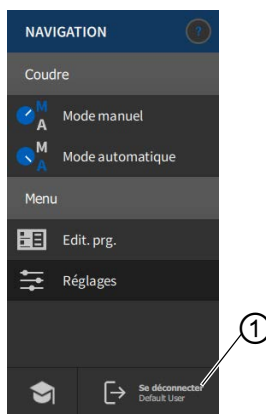 NAVIGATION ?
Coudre
M
A Mode manuel
M
A Mode automatique
Menu
Edit. prg.
Réglages
1
Se déconnecter
Default User